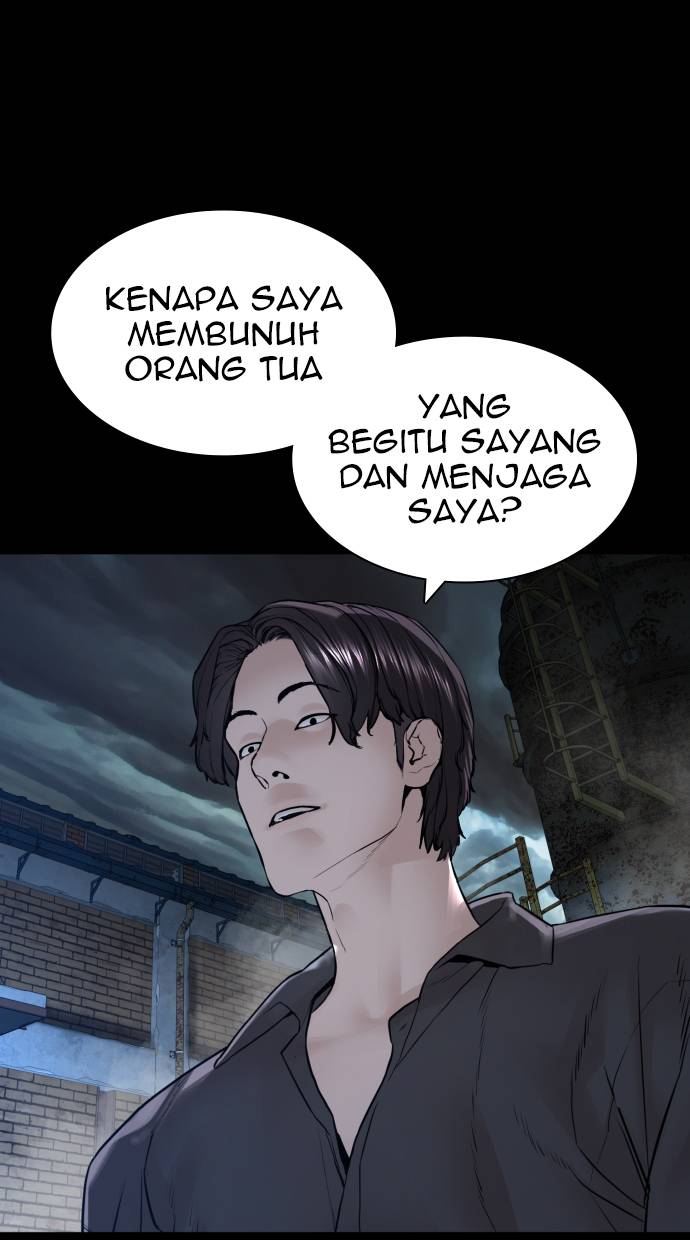 KENAPA SAYA
MEMBUNUH
ORANG TUA
YANG
BEGITU SAYANG
DAN MENJAGA
SAYA?